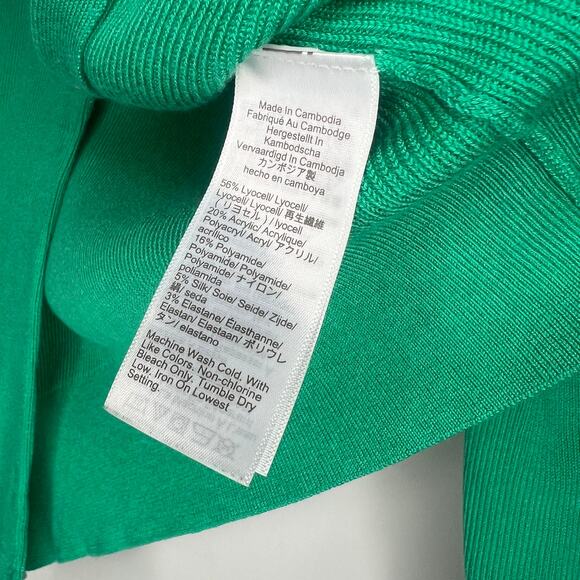 Made In Cambodia
Fabriqué Au Cambodge
Hergestellt In
Kambodscha
Vervaardigd In Cambodja
カンボジア製
hecho en camboya
56% Lyocell/ Lyocell/
Lyocell/ Lyocell/ 再生繊維
(リヨセル) / lyocell
20% Acrylic/ Acrylique/
Polyacryl/ Acryl/ アクリル/
acrílico
16% Polyamide/
Polyamide/ Polyamid/
Polyamide/ ナイロン/
poliamida
5% Silk/ Soie/ Seide/ Zijde/
絹/ seda
3% Elastane/ Élasthanne/
Elastan/ Elastaan/ ポリウレ
タン/ elastano
Machine Wash Cold. With
Like Colors. Non-chlorine
Bleach Only. Tumble Dry
Low. Iron On Lowest
Setting.